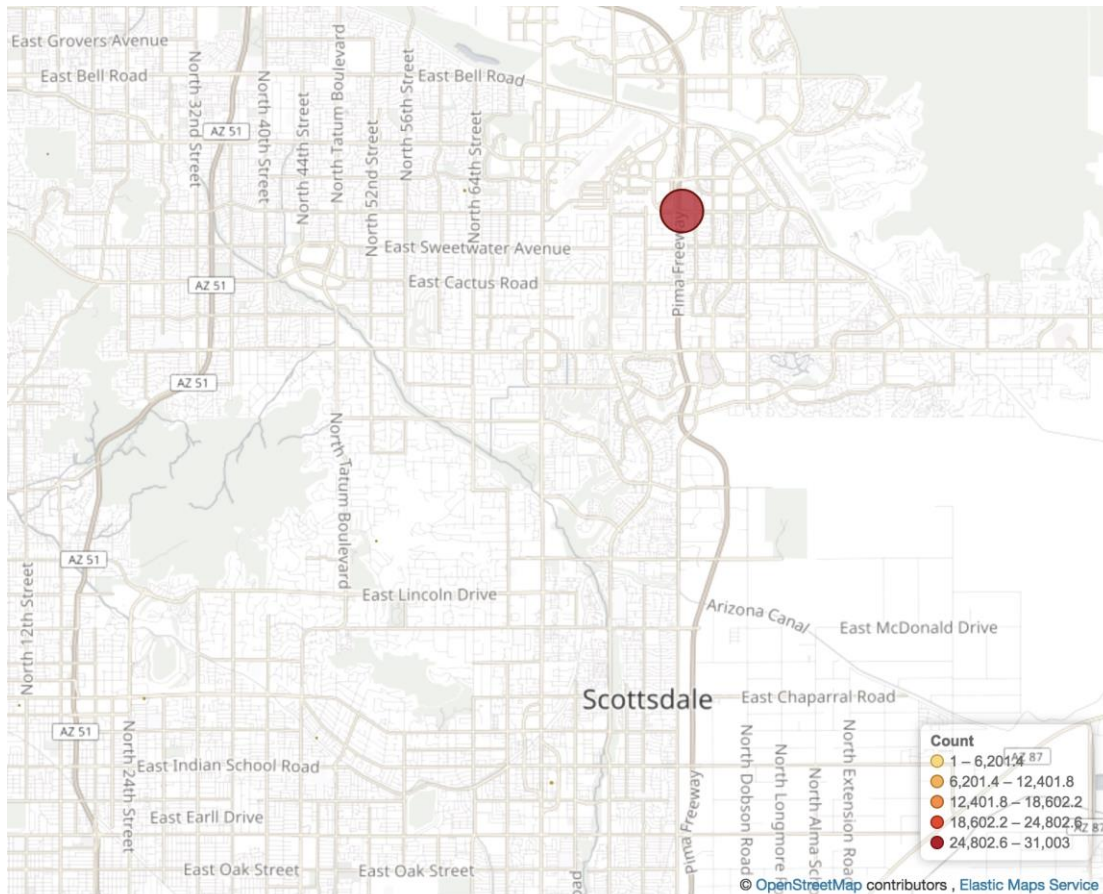 East Grovers Avenue
East Bell Road
East Bell Road
North 32nd Street
AZ 51
North 40th Street
North 44th Street
North Tatum Boulevard
North 52nd Street
North 56th Street
North 64th Street
East Sweetwater Avenue
Pima Freeway
East Cactus Road
AZ 51
AZ 51
North Tatum Boulevard
AZ 51
North 12th Street
East Lincoln Drive
Arizona Canal
East McDonald Drive
Scottsdale
East Chaparral Road
AZ 51
North 24th Street
East Indian School Road
Pima Freeway
North Dobson Road
North Longmore
North Alma Sc
North Extension Road
East Earll Drive
East Oak Street
East Oak Street
Count
AZ 87
1 – 6,201.4
6,201.4 – 12,401.8
12,401.8 – 18,602.2
18,602.2 – 24,802.6
AZ 87
24,802.6 – 31,003
© OpenStreetMap contributors , Elastic Maps Service